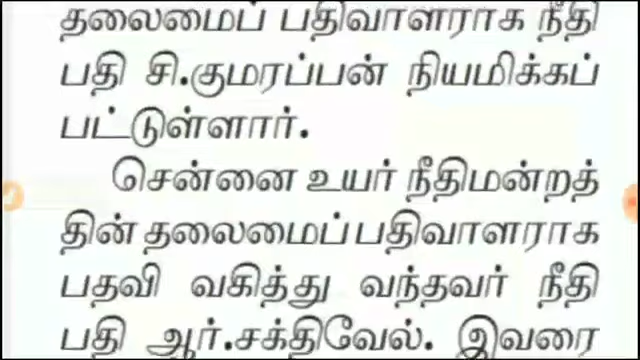 தலைமைப் பதிவாளராக நீதி
பதி சி.குமரப்பன் நியமிக்கப்
பட்டுள்ளார்.
சென்னை உயர் நீதிமன்றத்
தின் தலைமைப் பதிவாளராக
பதவி வகித்து வந்தவர் நீதி
பதி ஆர்.சக்திவேல். இவரை